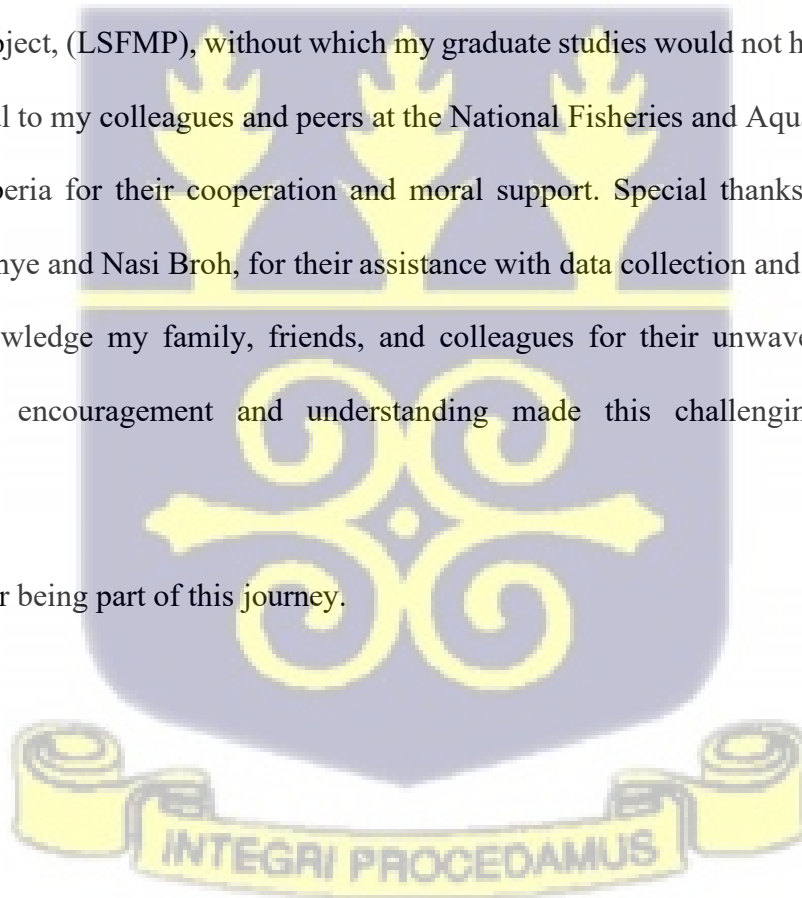 oject, (LSFMP), without which my graduate studies would not h
l to my colleagues and peers at the National Fisheries and Aqu
peria for their cooperation and moral support. Special thanks
nye and Nasi Broh, for their assistance with data collection and
wledge my family, friends, and colleagues for their unwave
encouragement and understanding made this challengin
r being part of this journey.
INTEGRI PROCEDAMUS